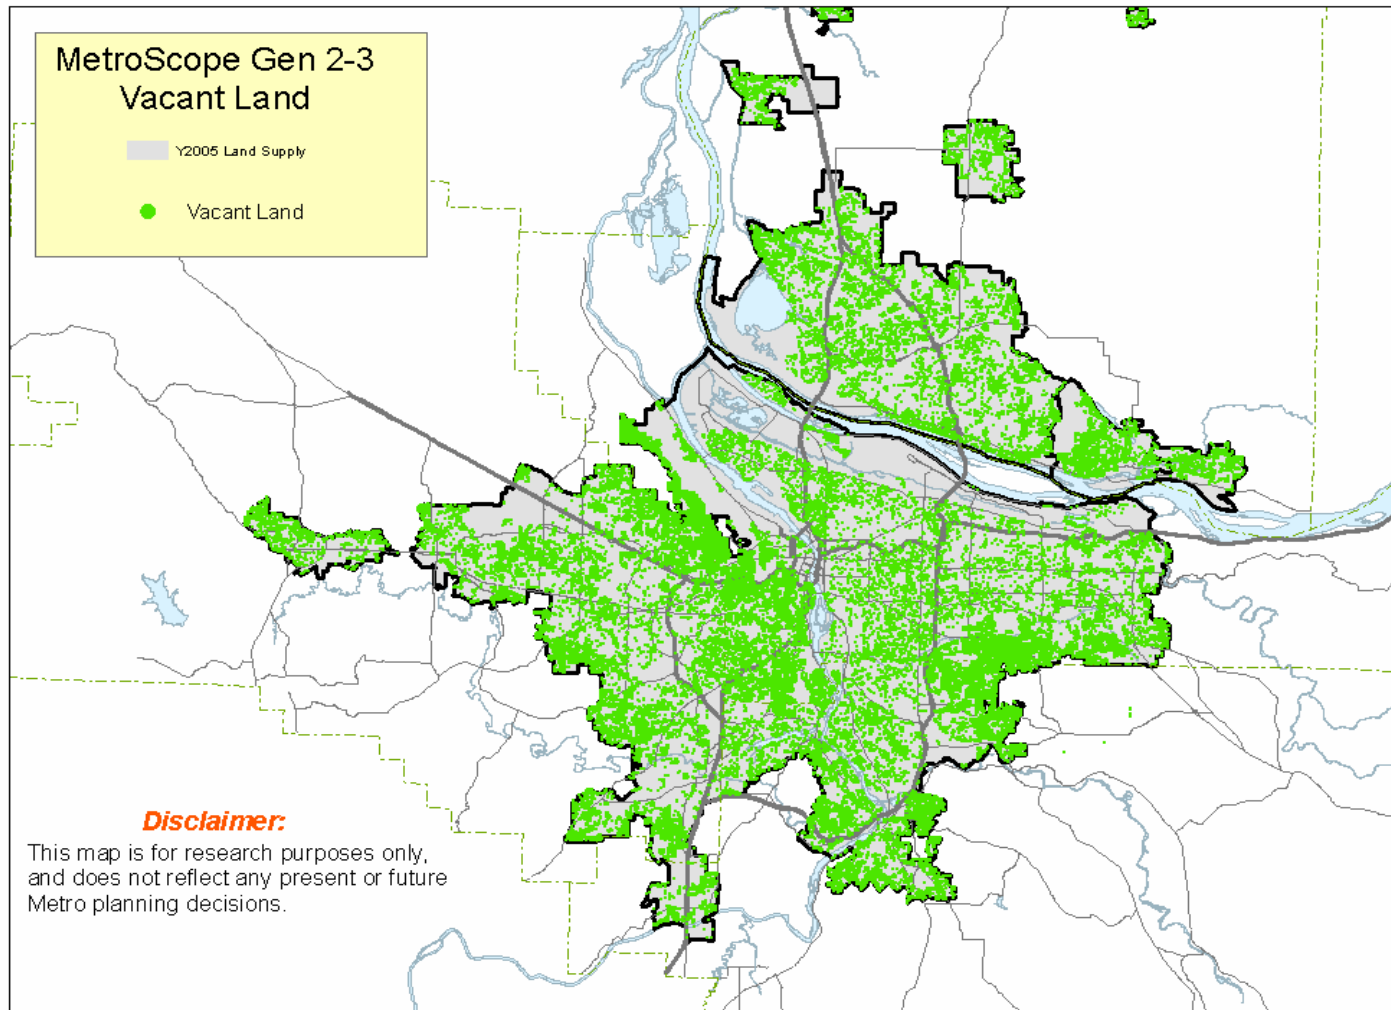 MetroScope Gen 2-3
Vacant Land
Y2005 Land Supply
Vacant Land
Disclaimer:
This map is for research purposes only,
and does not reflect any present or future
Metro planning decisions.